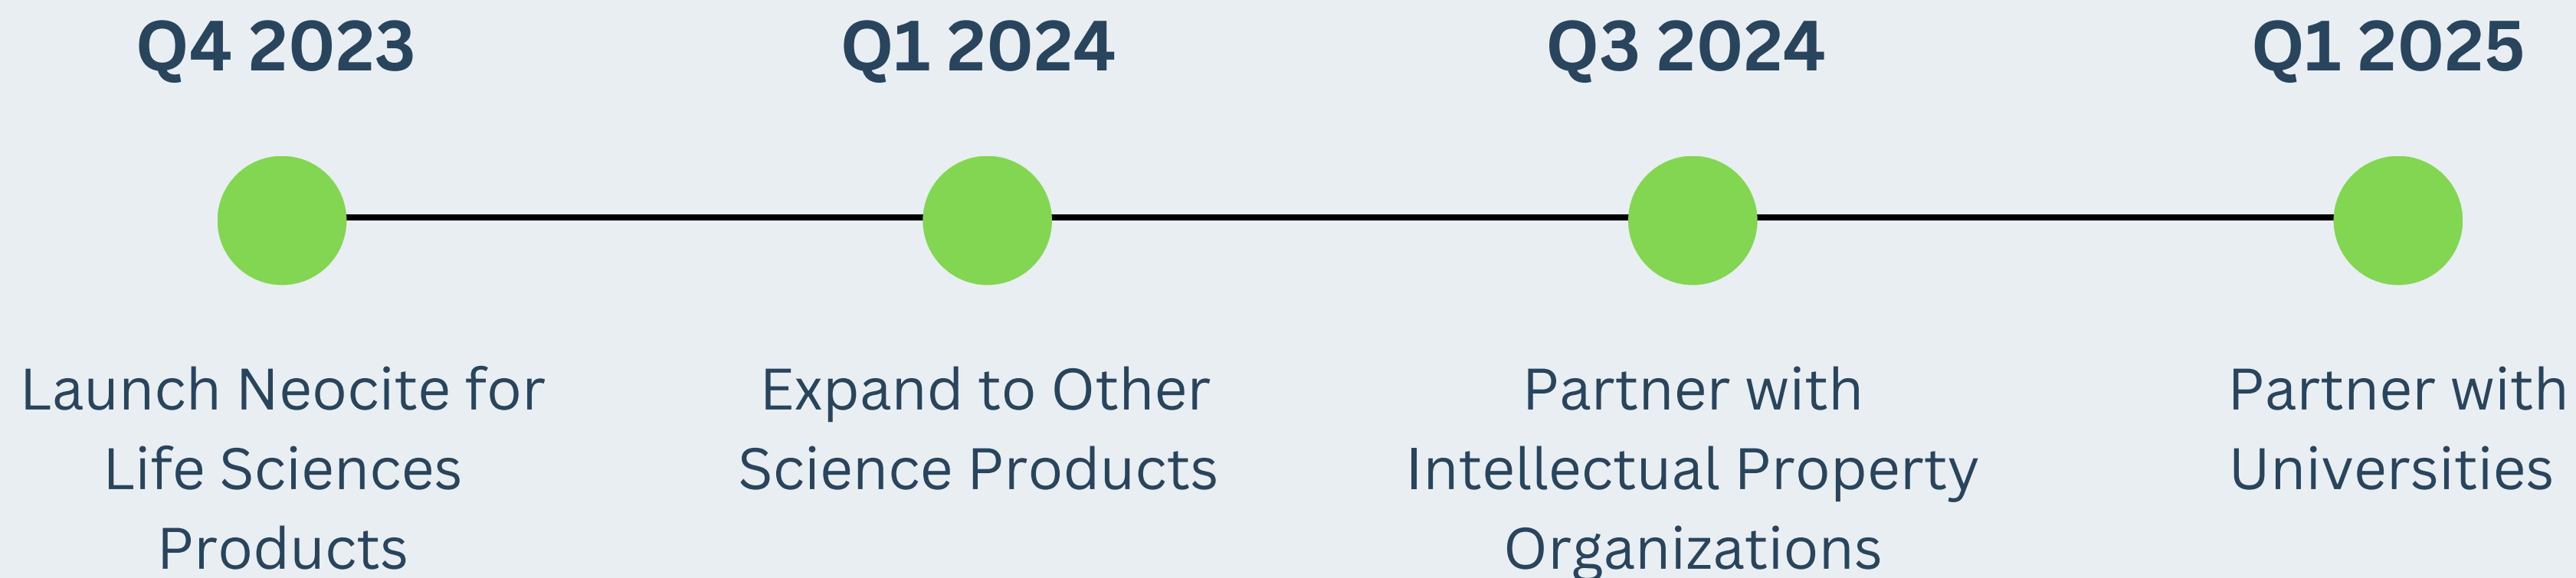 Q4 2023
Q1 2024
Q3 2024
Q1 2025
Launch Neocite for
Life Sciences
Products
Expand to Other
Science Products
Partner with
Intellectual Property
Organizations
Partner with
Universities